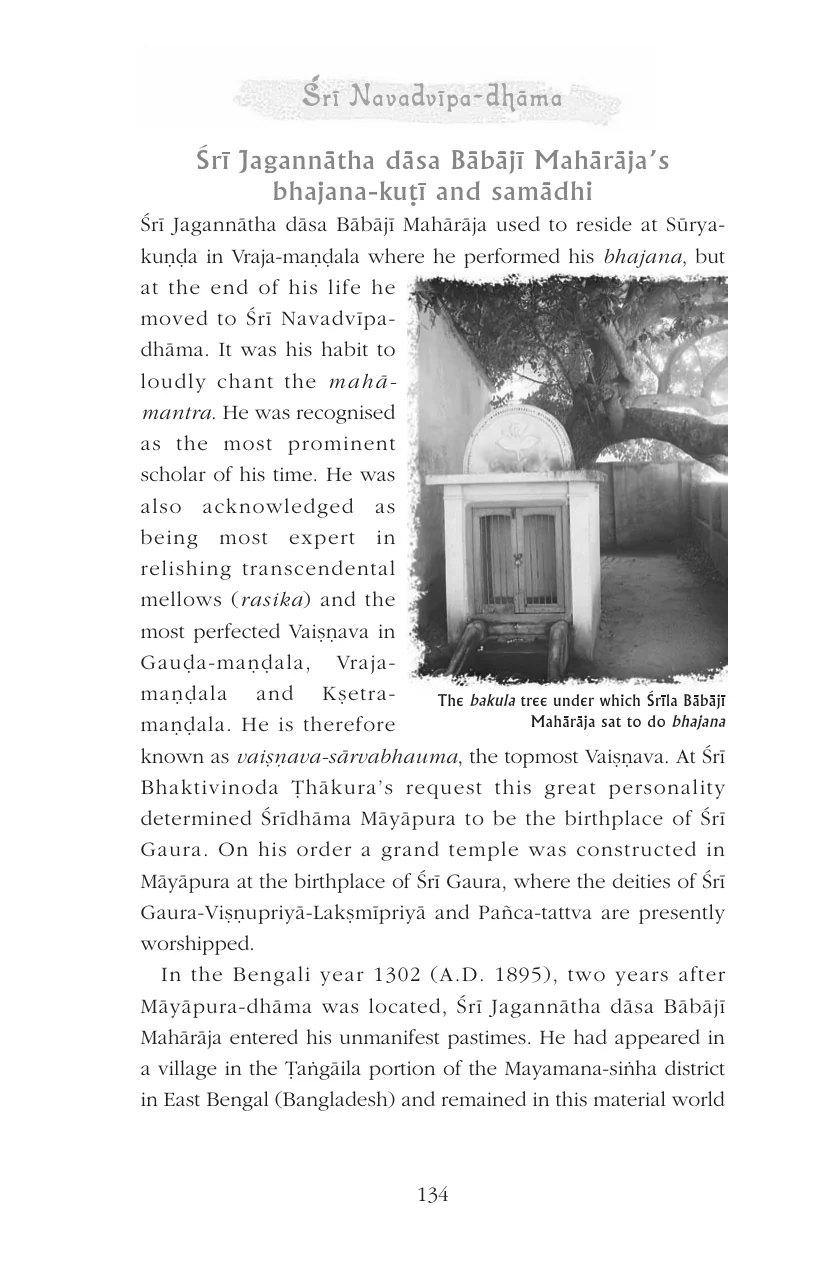 Śrī Navadvīpa-dhāma
Śrī Jagannātha dāsa Bābājī Mahārāja’s
bhajana-kuṭī and samādhi
Śrī Jagannātha dāsa Bābājī Mahārāja used to reside at Sūrya-
kuṇḍa in Vraja-maṇḍala where he performed his bhajana, but
at the end of his life he
moved to Śrī Navadvīpa-
dhāma. It was his habit to
loudly chant the mahā-
mantra. He was recognised
as the most prominent
scholar of his time. He was
also acknowledged as
being most expert in
relishing transcendental
mellows (rasika) and the
most perfected Vaiṣṇava in
Gauḍa-maṇḍala, Vraja-
maṇḍala and Kṣetra-
maṇḍala. He is therefore
The bakula tree under which Śrīla Bābājī
Mahārāja sat to do bhajana
known as vaiṣṇava-sārvabhauma, the topmost Vaiṣṇava. At Śrī
Bhaktivinoda Ṭhākura’s request this great personality
determined Śrīdhāma Māyāpura to be the birthplace of Śrī
Gaura. On his order a grand temple was constructed in
Māyāpura at the birthplace of Śrī Gaura, where the deities of Śrī
Gaura-Viṣṇupriyā-Lakṣmīpriyā and Pañca-tattva are presently
worshipped.
In the Bengali year 1302 (A.D. 1895), two years after
Māyāpura-dhāma was located, Śrī Jagannātha dāsa Bābājī
Mahārāja entered his unmanifest pastimes. He had appeared in
a village in the Ṭaṅgāila portion of the Mayamana-siṅha district
in East Bengal (Bangladesh) and remained in this material world
134